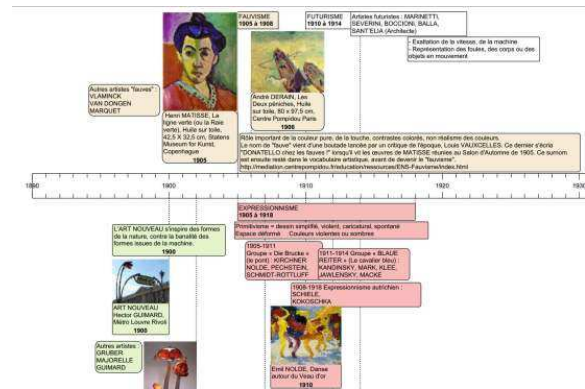 FAUVISME
1905 à 1908
FUTURISME
1910 à 1914
Artistes futuristes : MARINETTI,
SEVERINI, BOCCIONI, BALLA,
SANT'ELIA (Architecte)
- Exaltation de la vitesse, de la machine
- Représentation des foules, des corps ou des
objets en mouvement
Autres artistes "fauves" :
VLAMINCK
VAN DONGEN
MARQUET
Henri MATISSE, La
ligne verte (ou la Raie
verte), Huile sur toile,
42,5 X 32,5 cm, Statens
Museum for Kunst,
Copenhague
1905
André DERAIN, Les
Deux péniches, Huile
sur toile, 80 x 97,5 cm,
Centre Pompidou Paris
1906
Rôle important de la couleur pure, de la touche, contrastes colorés, non réalisme des couleurs.
Le nom de "fauve" vient d'une boutade lancée par un critique de l'époque, Louis VAUXCELLES. Ce dernier s'écria
"DONATELLO chez les fauves !" lorsqu'il vit les œuvres de MATISSE réunies au Salon d'Automne de 1905. Ce surnom
est ensuite resté dans le vocabulaire artistique, avant de devenir le "fauvisme".
http://mediation.centrepompidou.fr/education/ressources/ENS-Fauvisme/index.html
1890
1900
1910
1920
1930
EXPRESSIONNISME
1905 à 1918
Primitivisme = dessin simplifié, violent, caricatural, spontané
Espace déformé Couleurs violentes ou sombres
L'ART NOUVEAU s'inspire des formes
de la nature, contre la banalité des
formes issues de la machine.
1900
1905-1911
Groupe « Die Brucke »
(le pont) : KIRCHNER
NOLDE, PECHSTEIN,
SCHMIDT-ROTTLUFF
1911-1914 Groupe « BLAUE
REITER » (Le cavalier bleu) :
KANDINSKY, MARK, KLEE,
JAWLENSKY, MACKE
1908-1918 Expressionnisme autrichien :
SCHIELE,
KOKOSCHKA
ART NOUVEAU
Hector GUIMARD,
Métro Louvre Rivoli
1900
Autres artistes :
GRUBER
MAJORELLE
GUIMARD
Emil NOLDE, Danse
autour du Veau d'or
1910